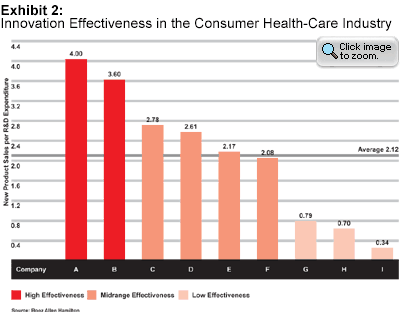 Exhibit 2:
Innovation Effectiveness in the Consumer Health-Care Industry
Click image
to zoom.
New Product Sales per R&D Expenditure
4.4
4.0
3.6
3.2
2.8
2.4
2.0
1.6
1.2
0.8
0.4
4.00
3.60
2.78
2.61
2.17
2.08
0.79
0.70
0.34
Average 2.12
Company A B C D E F G H I
High Effectiveness Midrange Effectiveness Low Effectiveness
Source: Booz Allen Hamilton